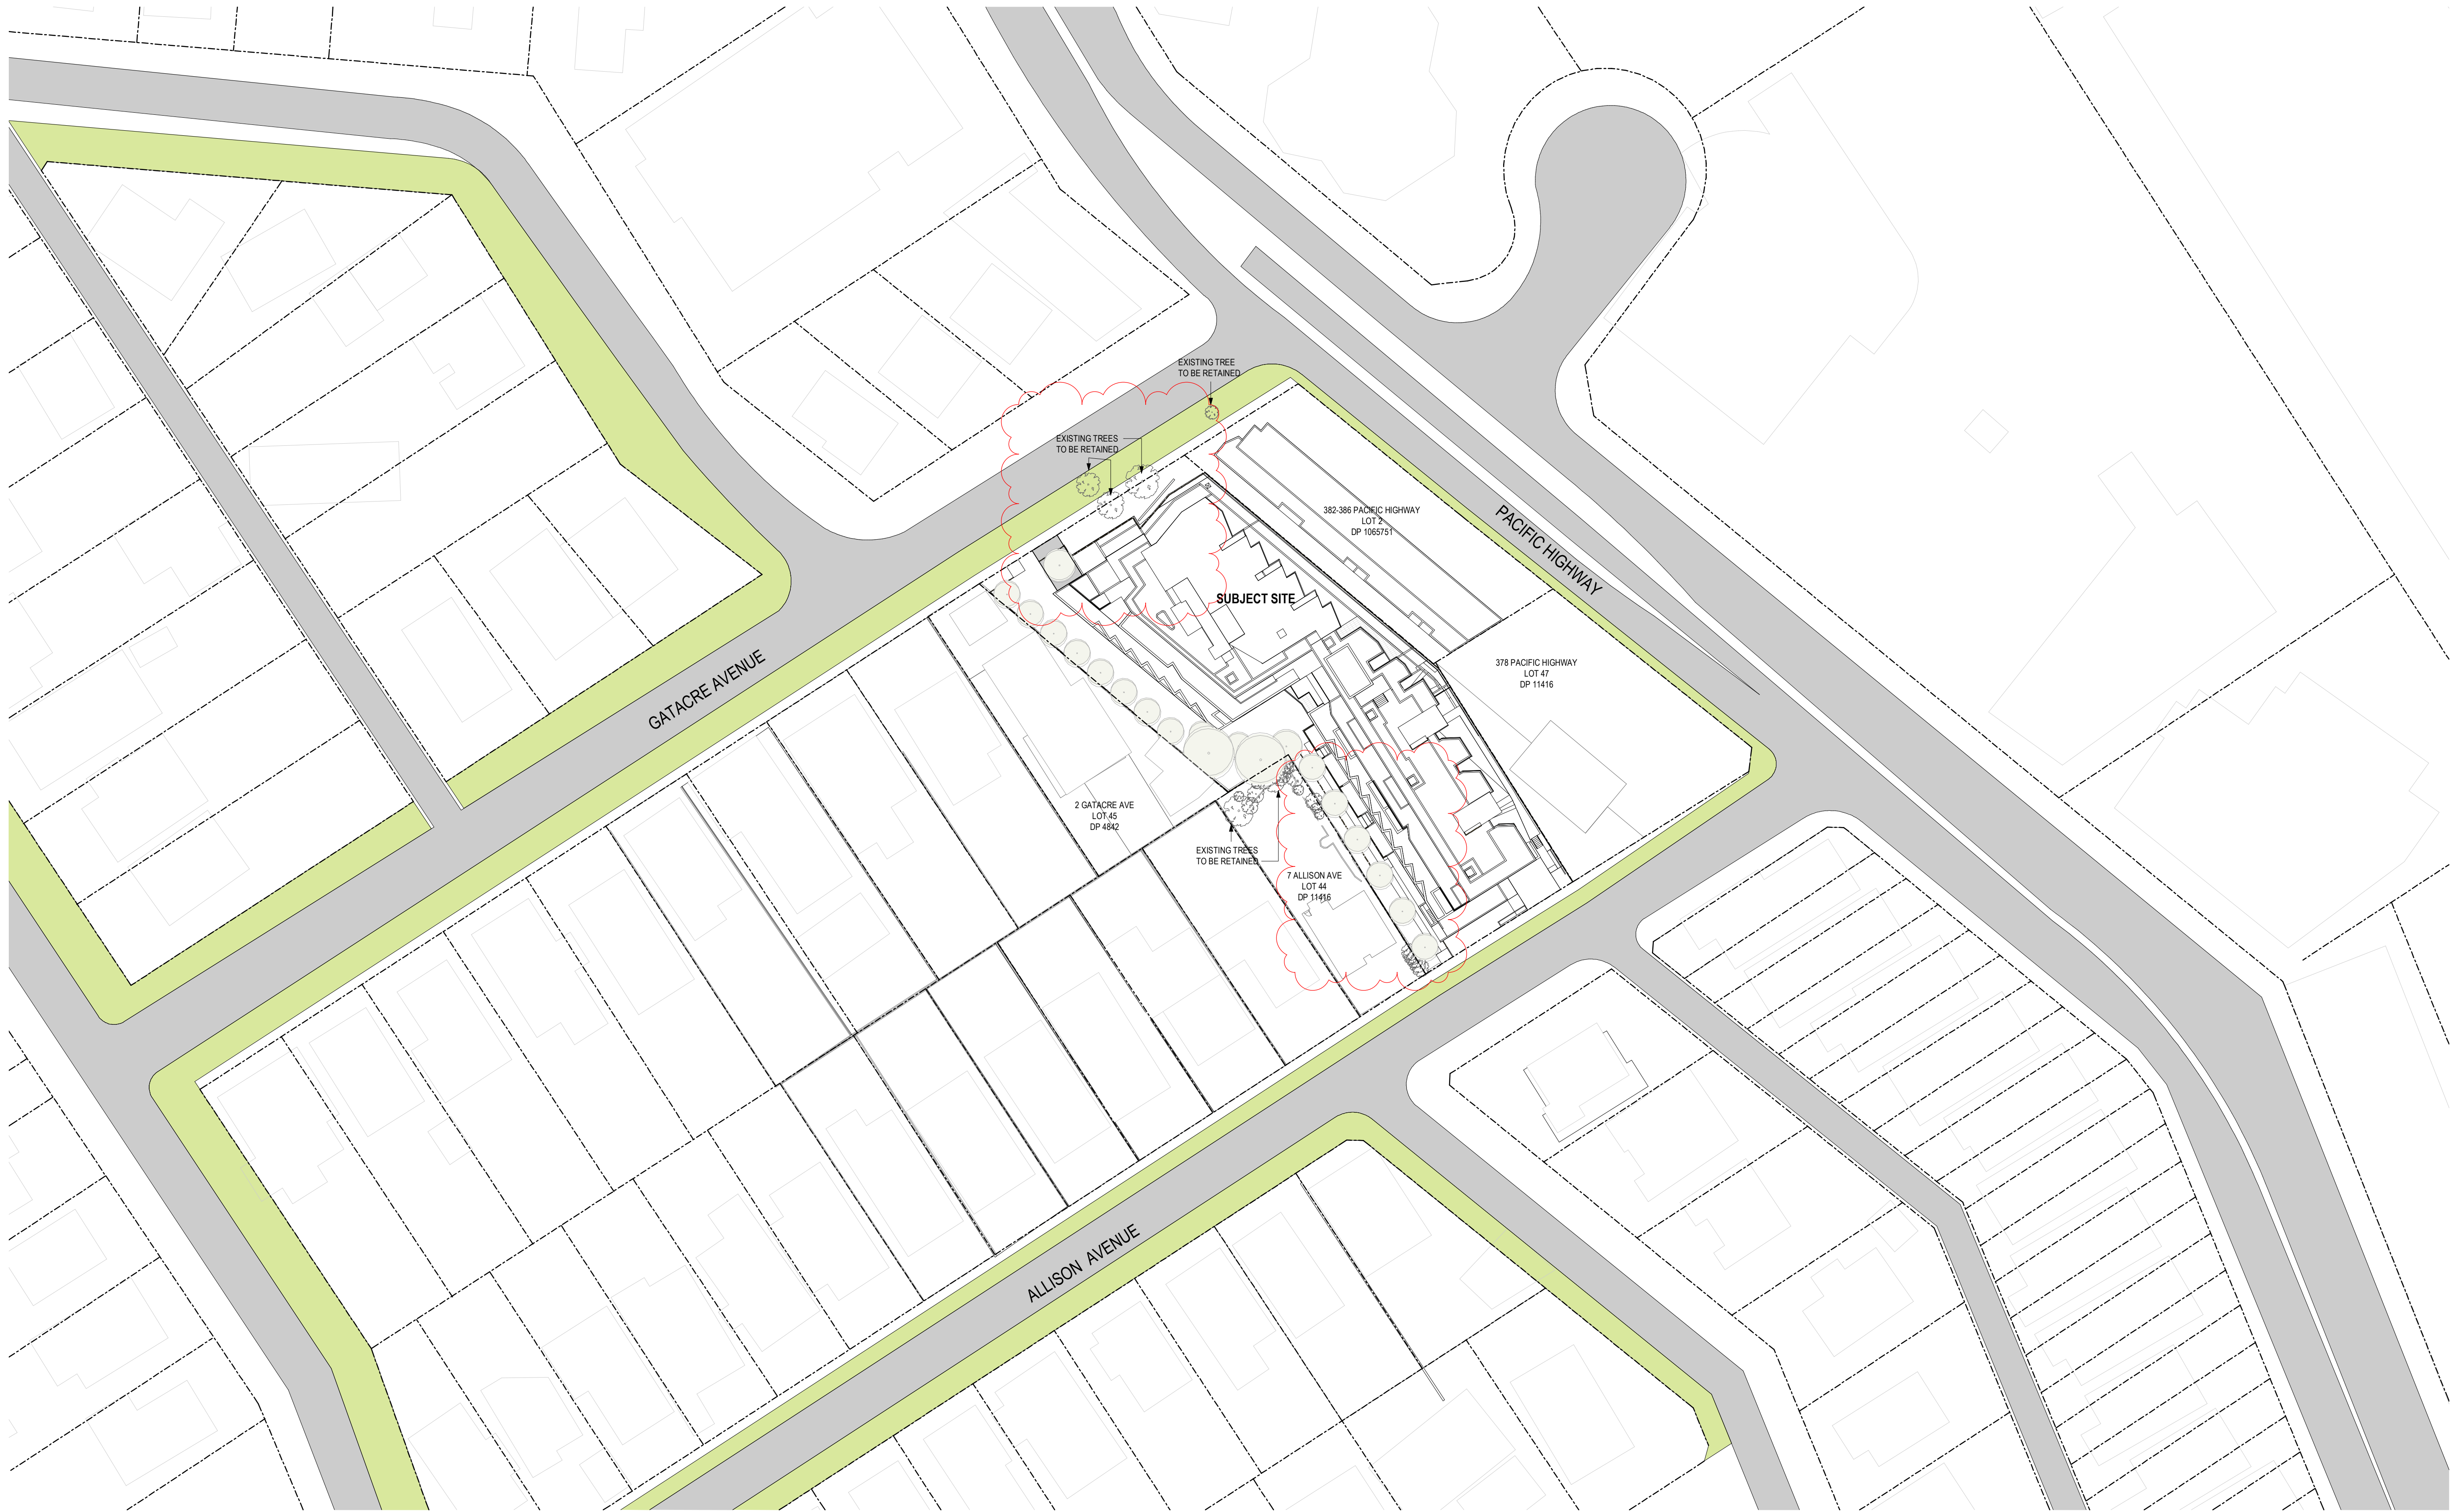 EXISTING TREE
TO BE RETAINED
EXISTING TREES
TO BE RETAINED
382-386 PACIFIC HIGHWAY
LOT 2
DP 1065751
PACIFIC HIGHWAY
SUBJECT SITE
378 PACIFIC HIGHWAY
LOT 47
DP 11416
GATACRE AVENUE
2 GATACRE AVE
LOT 45
DP 4842
EXISTING TREES
TO BE RETAINED
7 ALLISON AVE
LOT 44
DP 11416
ALLISON AVENUE